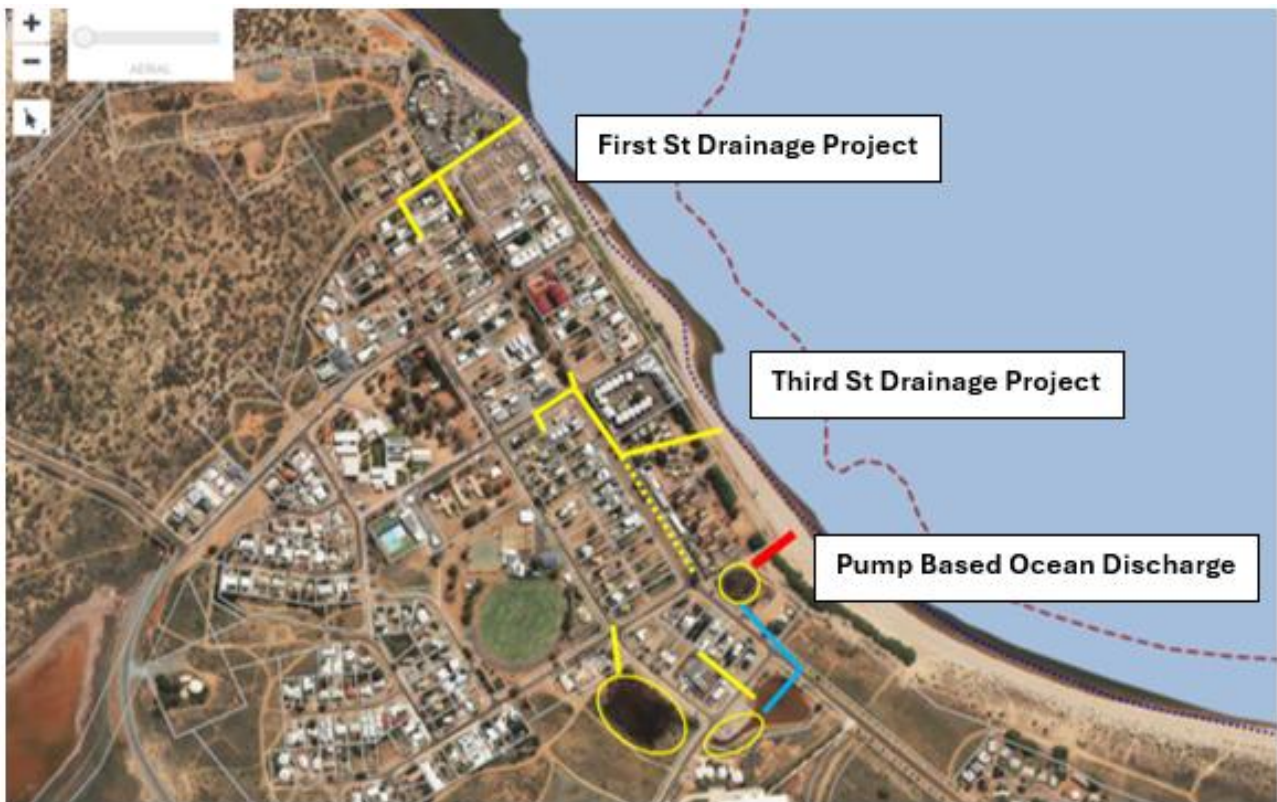 +
−
AERIAL
First St Drainage Project
Third St Drainage Project
Pump Based Ocean Discharge